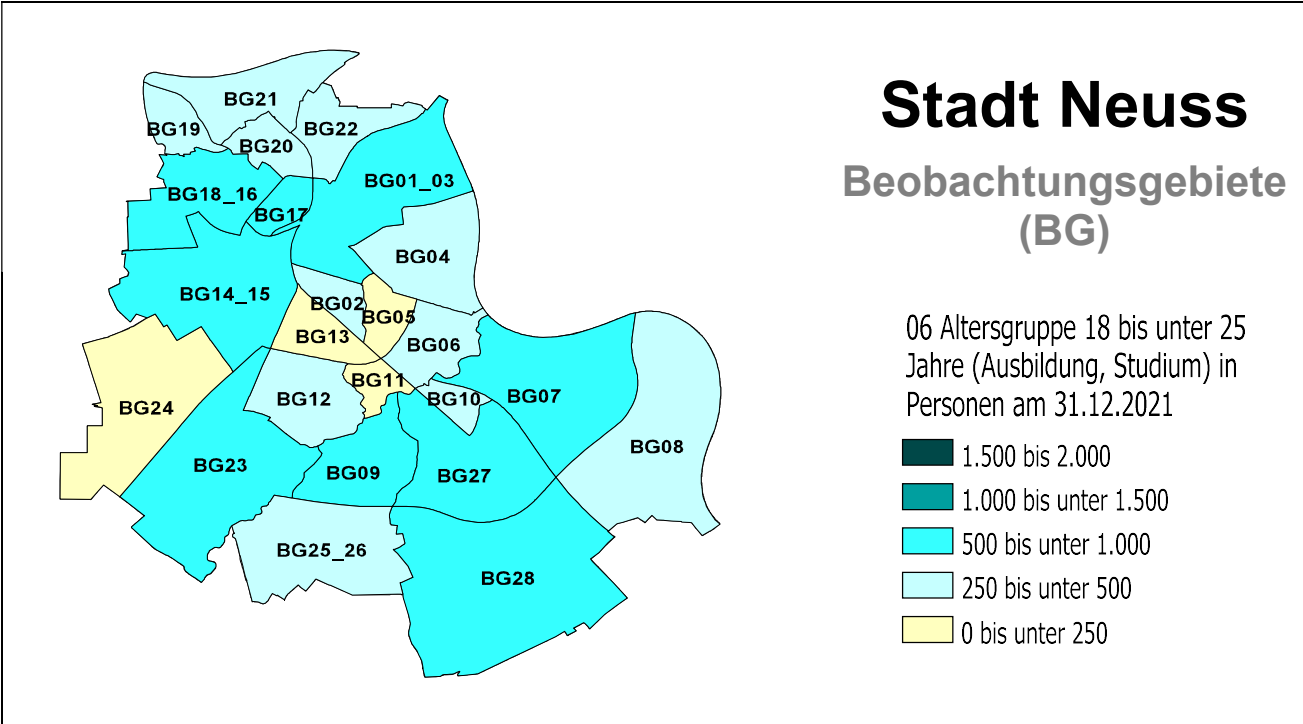 Stadt Neuss
Beobachtungsgebiete
(BG)
06 Altersgruppe 18 bis unter 25
Jahre (Ausbildung, Studium) in
Personen am 31.12.2021
1.500 bis 2.000
1.000 bis unter 1.500
500 bis unter 1.000
250 bis unter 500
0 bis unter 250
BG21
BG19
BG22
BG20
BG01_03
BG18_16
BG17
BG04
BG14_15
BG02
BG05
BG13
BG06
BG11
BG12
BG10
BG07
BG24
BG08
BG23
BG09
BG27
BG25_26
BG28